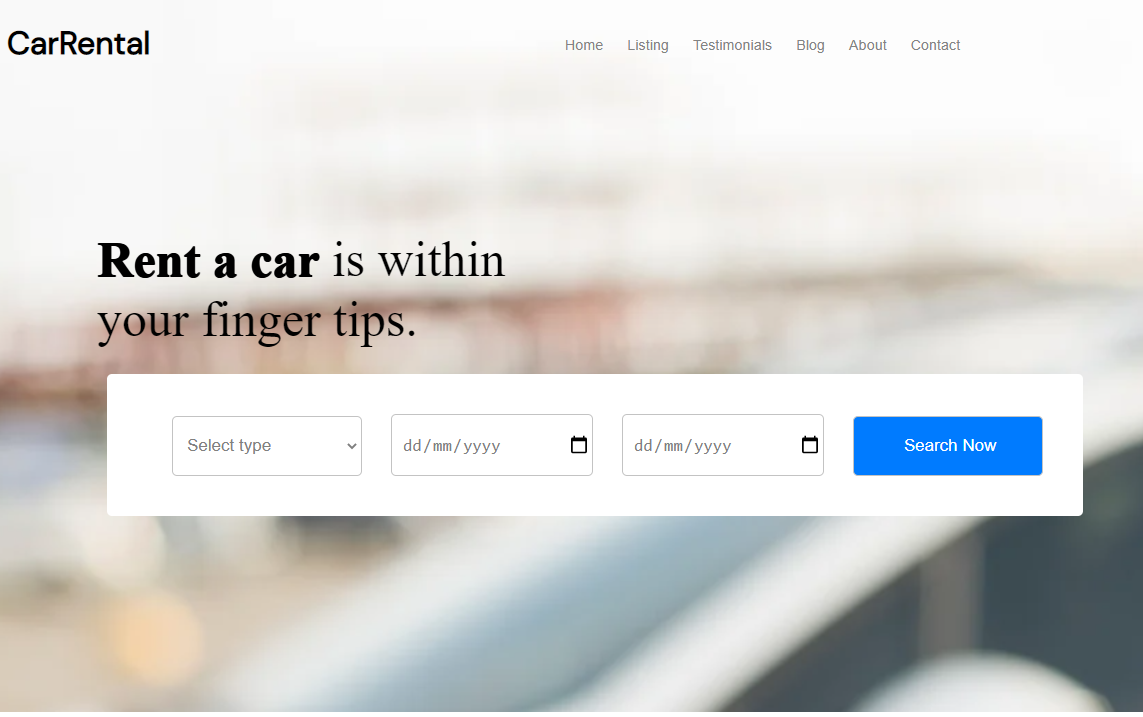 CarRental
Home Listing Testimonials Blog About Contact
Rent a car is within
your finger tips.
Select type dd/mm/yyyy dd/mm/yyyy Search Now